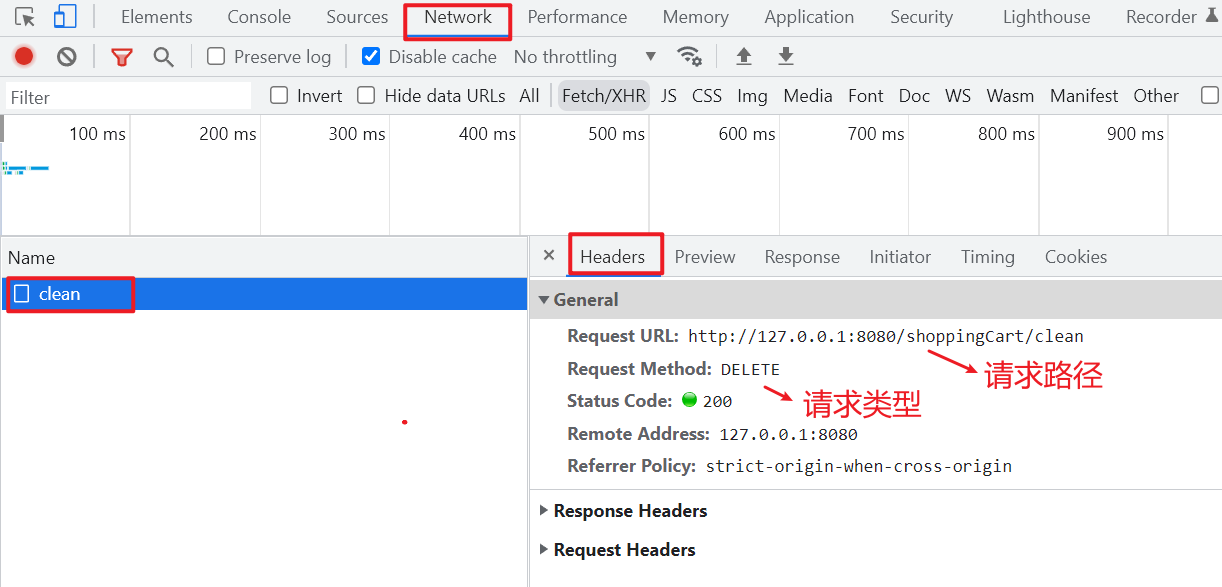 Elements Console Sources Network Performance Memory Application Security Lighthouse Recorder
Preserve log Disable cache No throttling
Filter Invert Hide data URLs All Fetch/XHR JS CSS Img Media Font Doc WS Wasm Manifest Other
100 ms 200 ms 300 ms 400 ms 500 ms 600 ms 700 ms 800 ms 900 ms
Name
clean
Headers Preview Response Initiator Timing Cookies
General
Request URL: http://127.0.0.1:8080/shoppingCart/clean
请求路径
Request Method: DELETE
请求类型
Status Code: 200
Remote Address: 127.0.0.1:8080
Referrer Policy: strict-origin-when-cross-origin
Response Headers
Request Headers